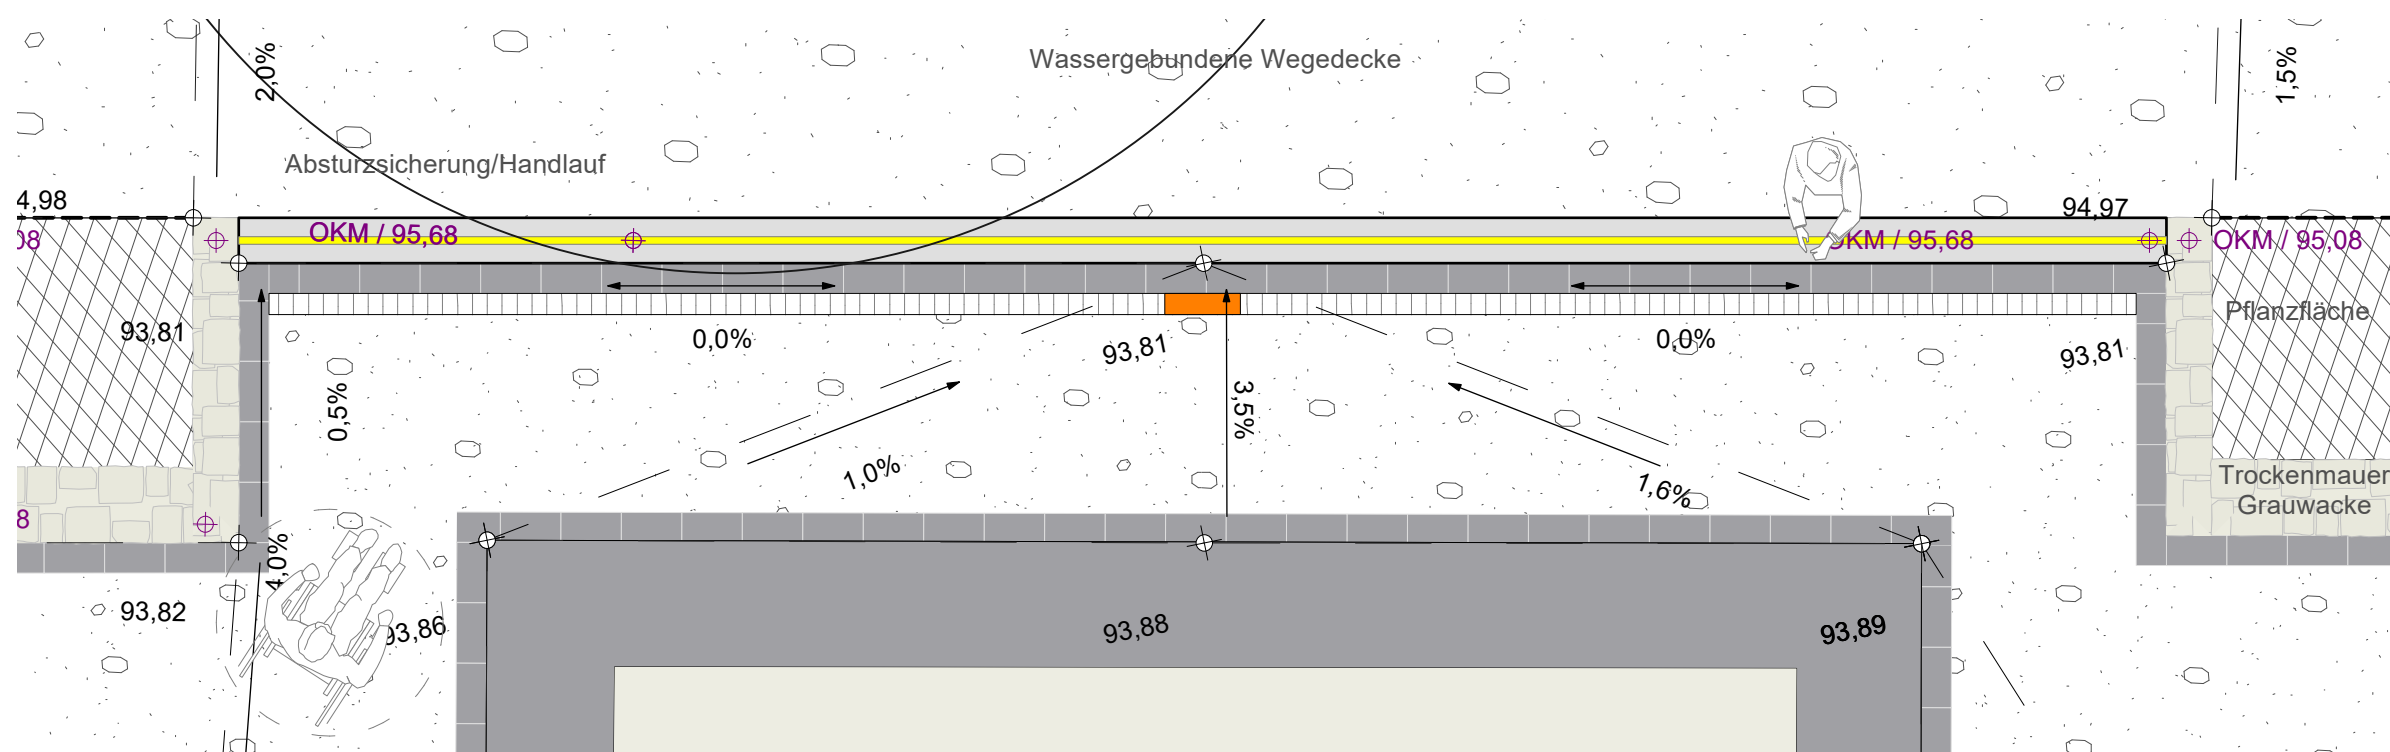 2,0%
Wassergebundene Wegedecke
1,5%
Absturzsicherung/Handlauf
4,98
94,97
08
OKM / 95,68
OKM / 95,68
OKM / 95,08
Pflanzfläche
93,81
0,0%
93,81
0,0%
93,81
0,5%
3,5%
1,0%
1,6%
Trockenmauer
Grauwacke
8
4,0%
93,82
93,86
93,88
93,89